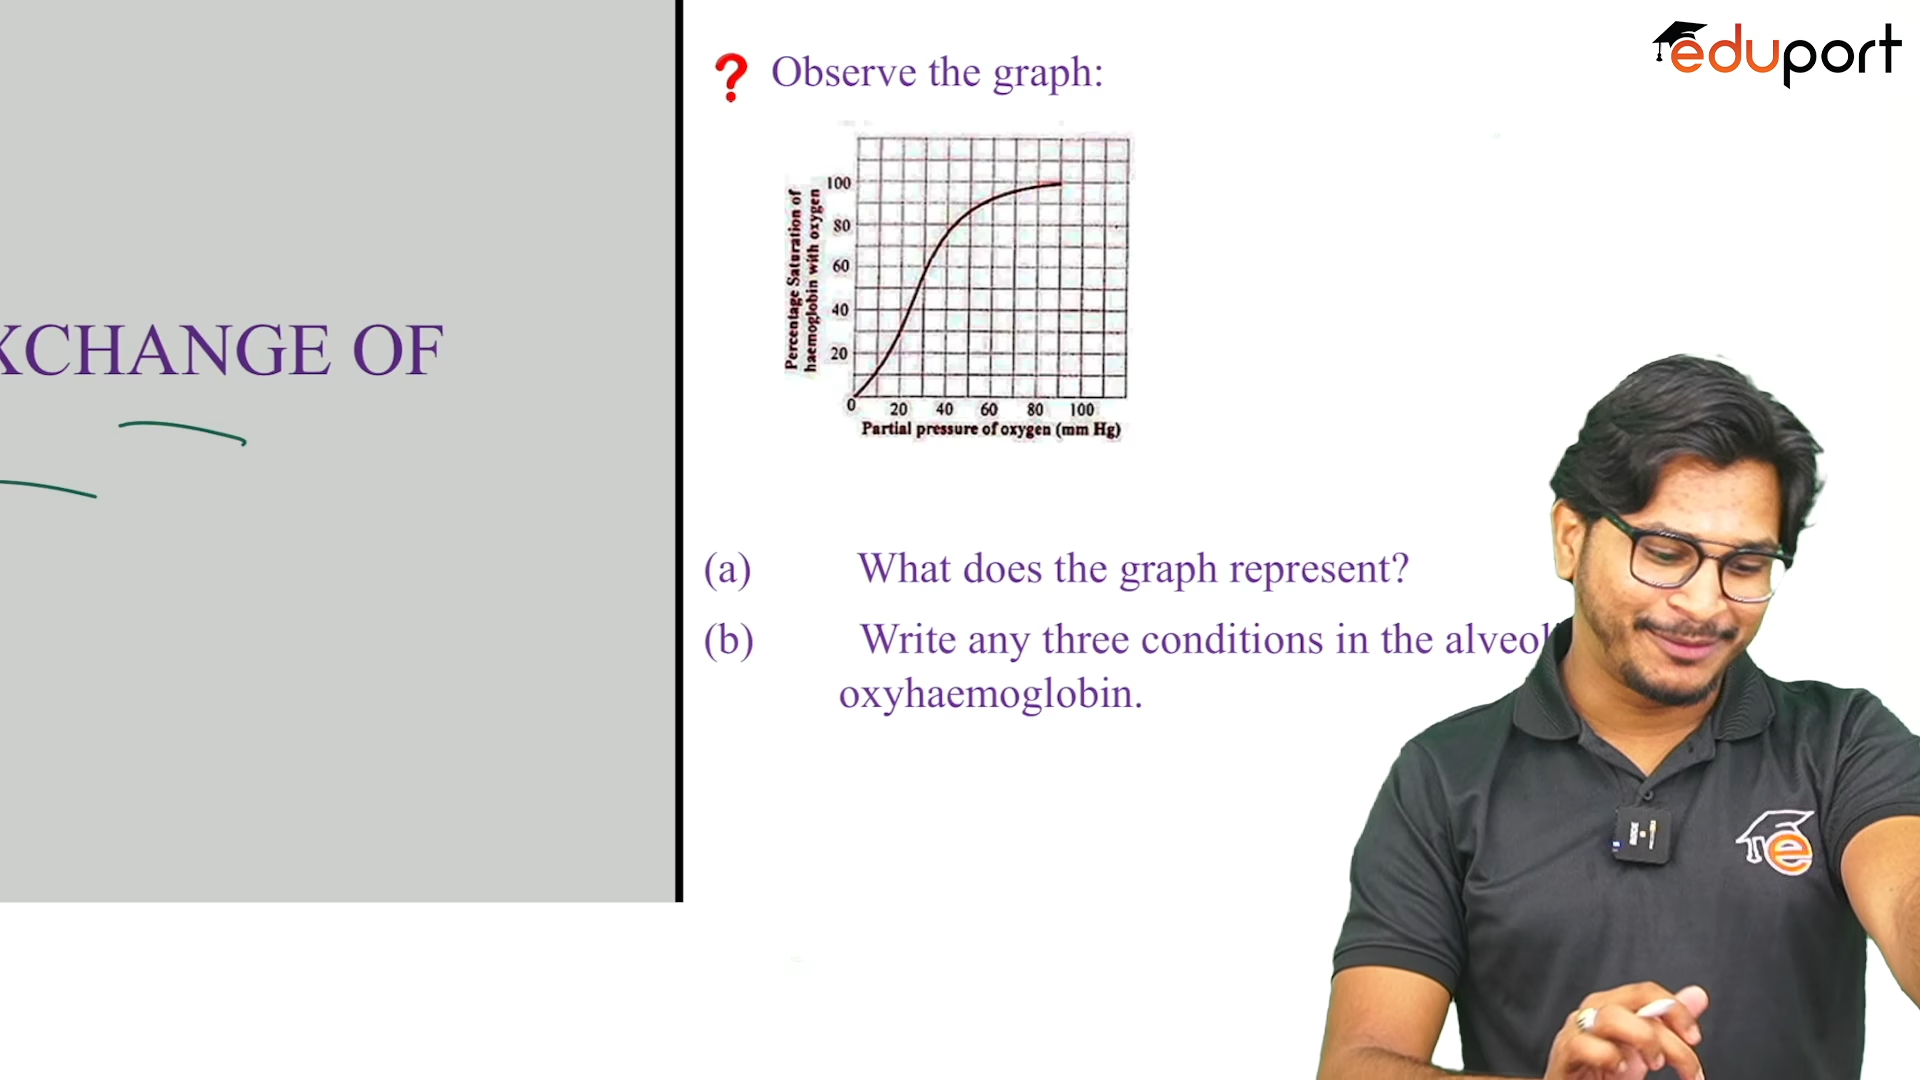 eduport
? Observe the graph:
Percentage Saturation of
haemoglobin with oxygen
100
80
60
40
20
0 20 40 60 80 100
Partial pressure of oxygen (mm Hg)
XCHANGE OF
(a) What does the graph represent?
(b) Write any three conditions in the
oxyhaemoglobin.
e